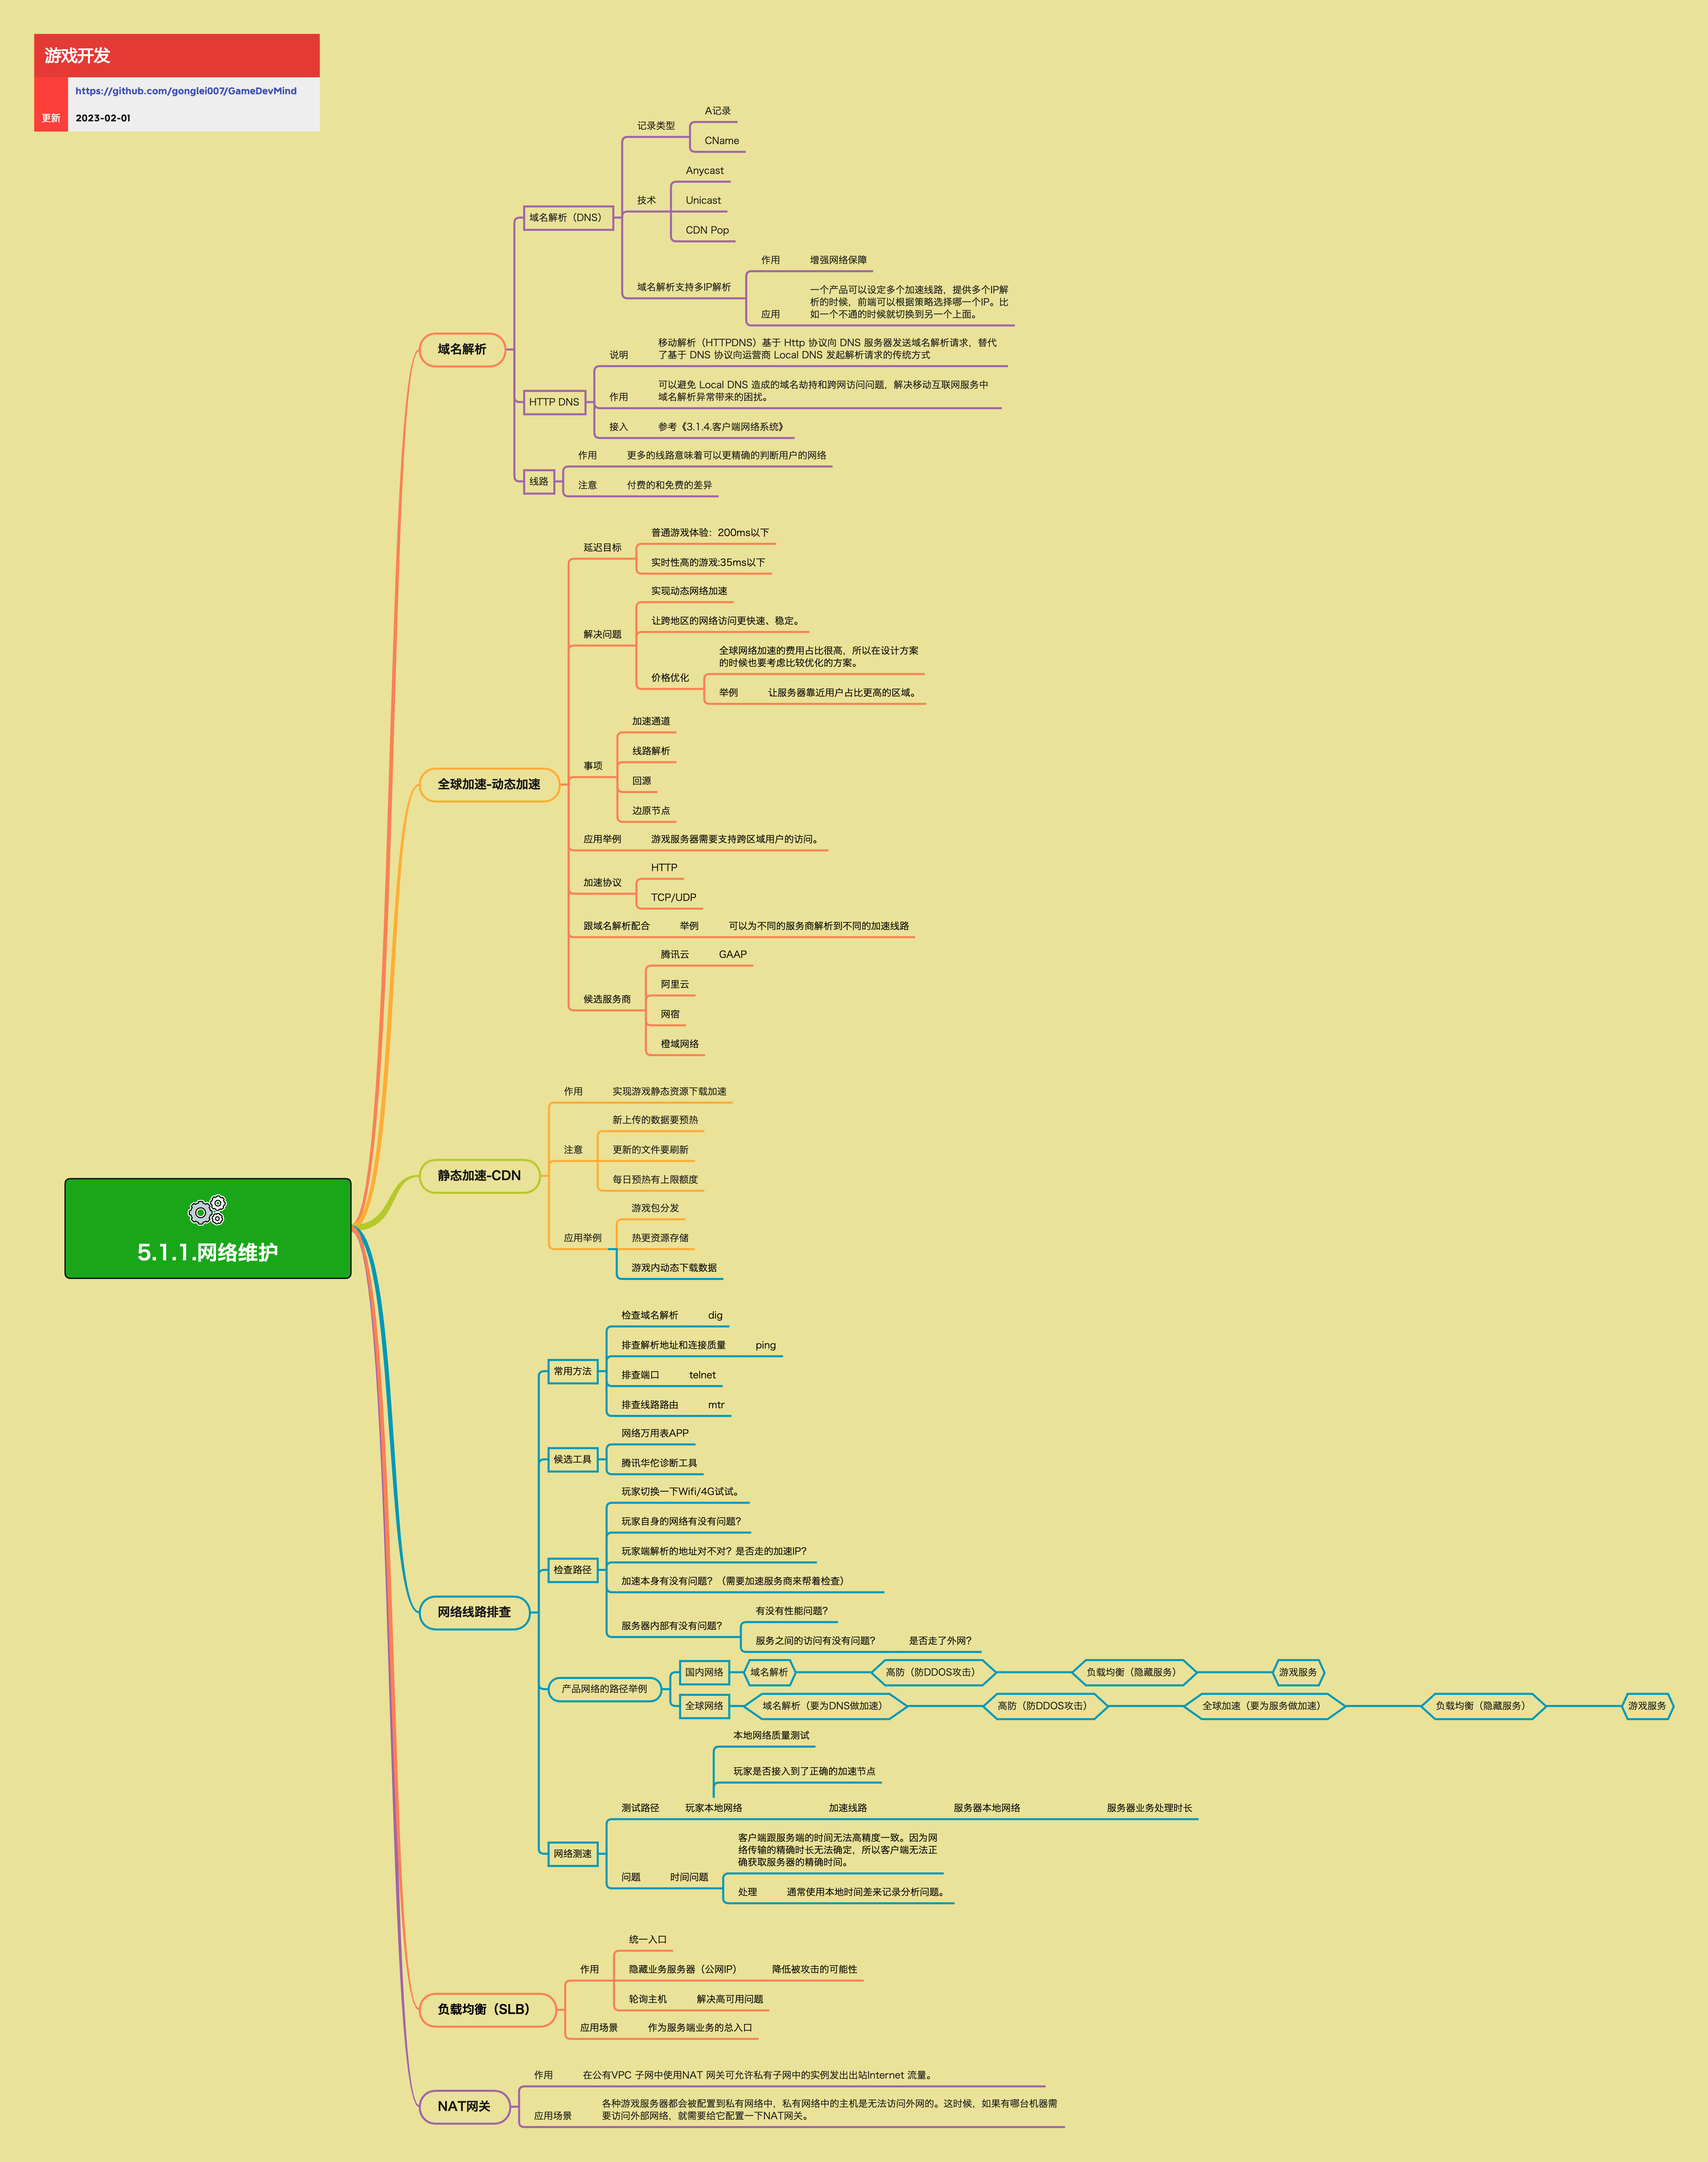 游戏开发
https://github.com/gonglei007/GameDevMind
更新
2023-02-01
5.1.1.网络维护
域名解析
域名解析（DNS）
记录类型
A记录
CName
技术
Anycast
Unicast
CDN Pop
域名解析支持多IP解析
作用
增强网络保障
应用
一个产品可以设定多个加速线路，提供多个IP解
析的时候，前端可以根据策略选择哪一个IP。比
如一个不通的时候就切换到另一个上面。
HTTP DNS
说明
移动解析（HTTPDNS）基于 Http 协议向 DNS 服务器发送域名解析请求，替代
了基于 DNS 协议向运营商 Local DNS 发起解析请求的传统方式
作用
可以避免 Local DNS 造成的域名劫持和跨网访问问题，解决移动互联网服务中
域名解析异常带来的困扰。
接入
参考《3.1.4.客户端网络系统》
线路
作用
更多的线路意味着可以更精确的判断用户的网络
注意
付费的和免费的差异
全球加速-动态加速
延迟目标
普通游戏体验：200ms以下
实时性高的游戏:35ms以下
解决问题
实现动态网络加速
让跨地区的网络访问更快速、稳定。
价格优化
全球网络加速的费用占比很高，所以在设计方案
的时候也要考虑比较优化的方案。
举例
让服务器靠近用户占比更高的区域。
事项
加速通道
线路解析
回源
边原节点
应用举例
游戏服务器需要支持跨区域用户的访问。
加速协议
HTTP
TCP/UDP
跟域名解析配合
举例
可以为不同的服务商解析到不同的加速线路
候选服务商
腾讯云
GAAP
阿里云
网宿
橙域网络
静态加速-CDN
作用
实现游戏静态资源下载加速
注意
新上传的数据要预热
更新的文件要刷新
每日预热有上限额度
应用举例
游戏包分发
热更资源存储
游戏内动态下载数据
网络线路排查
常用方法
检查域名解析
dig
排查解析地址和连接质量
ping
排查端口
telnet
排查线路路由
mtr
候选工具
网络万用表APP
腾讯华佗诊断工具
检查路径
玩家切换一下Wifi/4G试试。
玩家自身的网络有没有问题？
玩家端解析的地址对不对？是否走的加速IP？
加速本身有没有问题？（需要加速服务商来帮着检查）
服务器内部有没有问题？
有没有性能问题？
服务之间的访问有没有问题？
是否走了外网？
产品网络的路径举例
国内网络
域名解析
高防（防DDOS攻击）
负载均衡（隐藏服务）
游戏服务
全球网络
域名解析（要为DNS做加速）
高防（防DDOS攻击）
全球加速（要为服务做加速）
负载均衡（隐藏服务）
游戏服务
网络测速
本地网络质量测试
玩家是否接入到了正确的加速节点
测试路径
玩家本地网络
加速线路
服务器本地网络
服务器业务处理时长
问题
时间问题
客户端跟服务端的时间无法高精度一致。因为网
络传输的精确时长无法确定，所以客户端无法正
确获取服务器的精确时间。
处理
通常使用本地时间差来记录分析问题。
负载均衡（SLB）
作用
统一入口
隐藏业务服务器（公网IP）
降低被攻击的可能性
轮询主机
解决高可用问题
应用场景
作为服务端业务的总入口
NAT网关
作用
在公有VPC 子网中使用NAT 网关可允许私有子网中的实例发出出站Internet 流量。
应用场景
各种游戏服务器都会被配置到私有网络中，私有网络中的主机是无法访问外网的。这时候，如果有哪台机器需
要访问外部网络，就需要给它配置一下NAT网关。